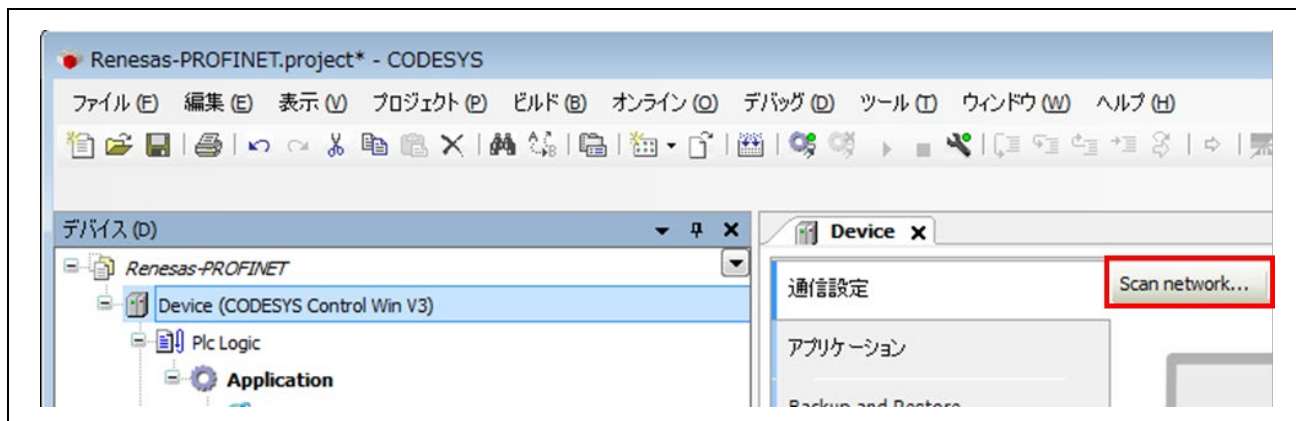 Renesas-PROFINET.project* - CODESYS
ファイル(F) 編集(E) 表示(V) プロジェクト(P) ビルド(B) オンライン(O) デバッグ(D) ツール(T) ウィンドウ(W) ヘルプ(H)
デバイス(D)
Device
Renesas-PROFINET
Device (CODESYS Control Win V3)
Plc Logic
Application
通信設定
Scan network...
アプリケーション
Backup and Restore